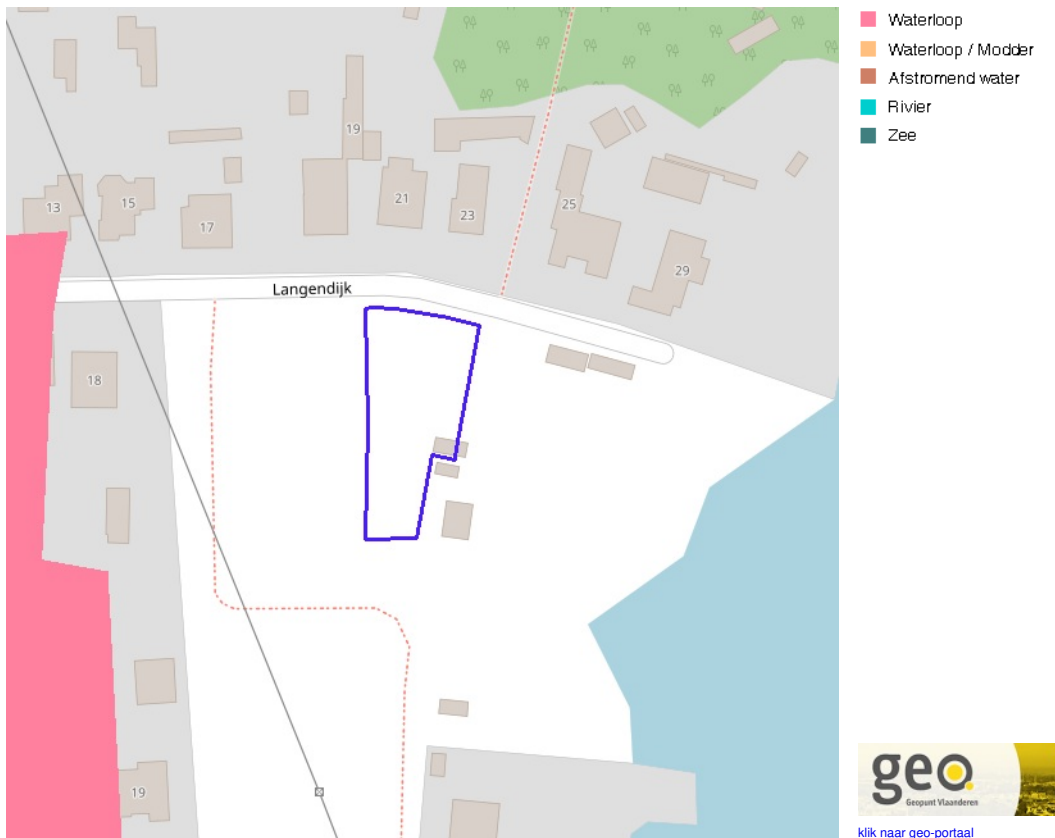 Waterloop
Waterloop / Modder
Afstromend water
Rivier
Zee
19
13
15
17
21
23
25
29
Langendijk
18
19
geo.
Geopunt Vlaanderen
klik naar geo-portaal